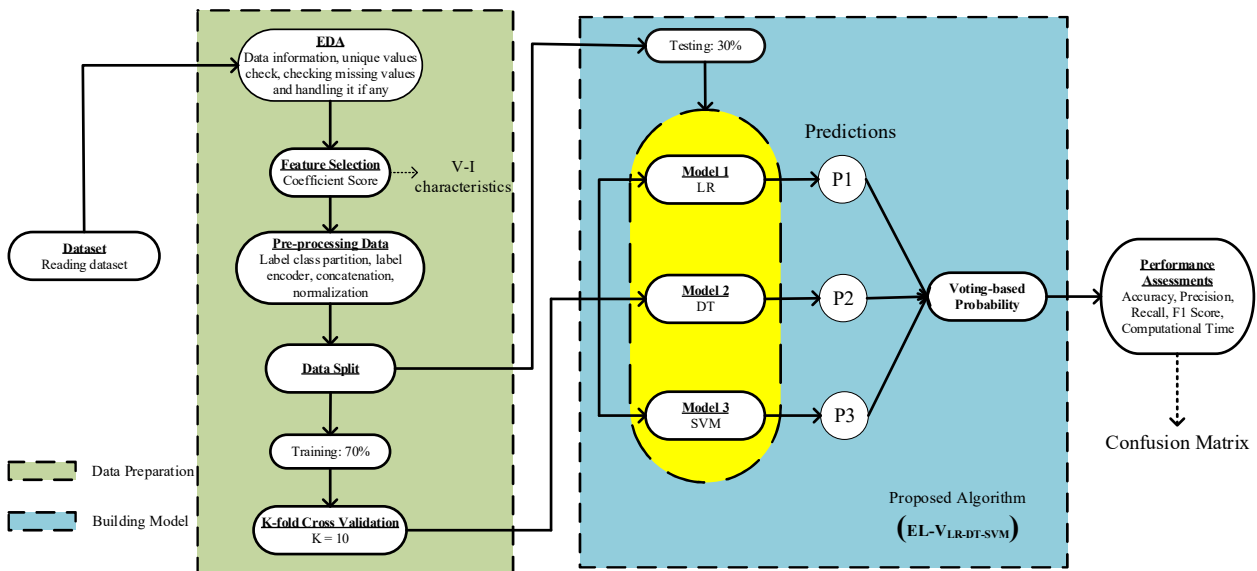 Dataset
Reading dataset
EDA
Data information, unique values
check, checking missing values
and handling it if any
Feature Selection
Coefficient Score
V-I
characteristics
Pre-processing Data
Label class partition, label
encoder, concatenation,
normalization
Data Split
Training: 70%
K-fold Cross Validation
K = 10
Testing: 30%
Predictions
Model 1
LR
P1
Model 2
DT
P2
Model 3
SVM
P3
Voting-based
Probability
Proposed Algorithm
(EL-VLR-DT-SVM)
Performance
Assessments
Accuracy, Precision,
Recall, F1 Score,
Computational Time
Confusion Matrix
Data Preparation
Building Model